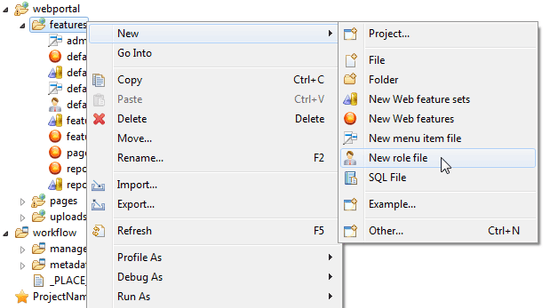 webportal
features
adm
defa
defa
defa
defa
featu
featu
page
repo
repo
pages
uploads
workflow
manage
metada
_PLACE_
ProjectName
New
Go Into
Copy Ctrl+C
Paste Ctrl+V
Delete Delete
Move...
Rename... F2
Import...
Export...
Refresh F5
Profile As
Debug As
Run As
Project...
File
Folder
New Web feature sets
New Web features
New menu item file
New role file
SQL File
Example...
Other... Ctrl+N